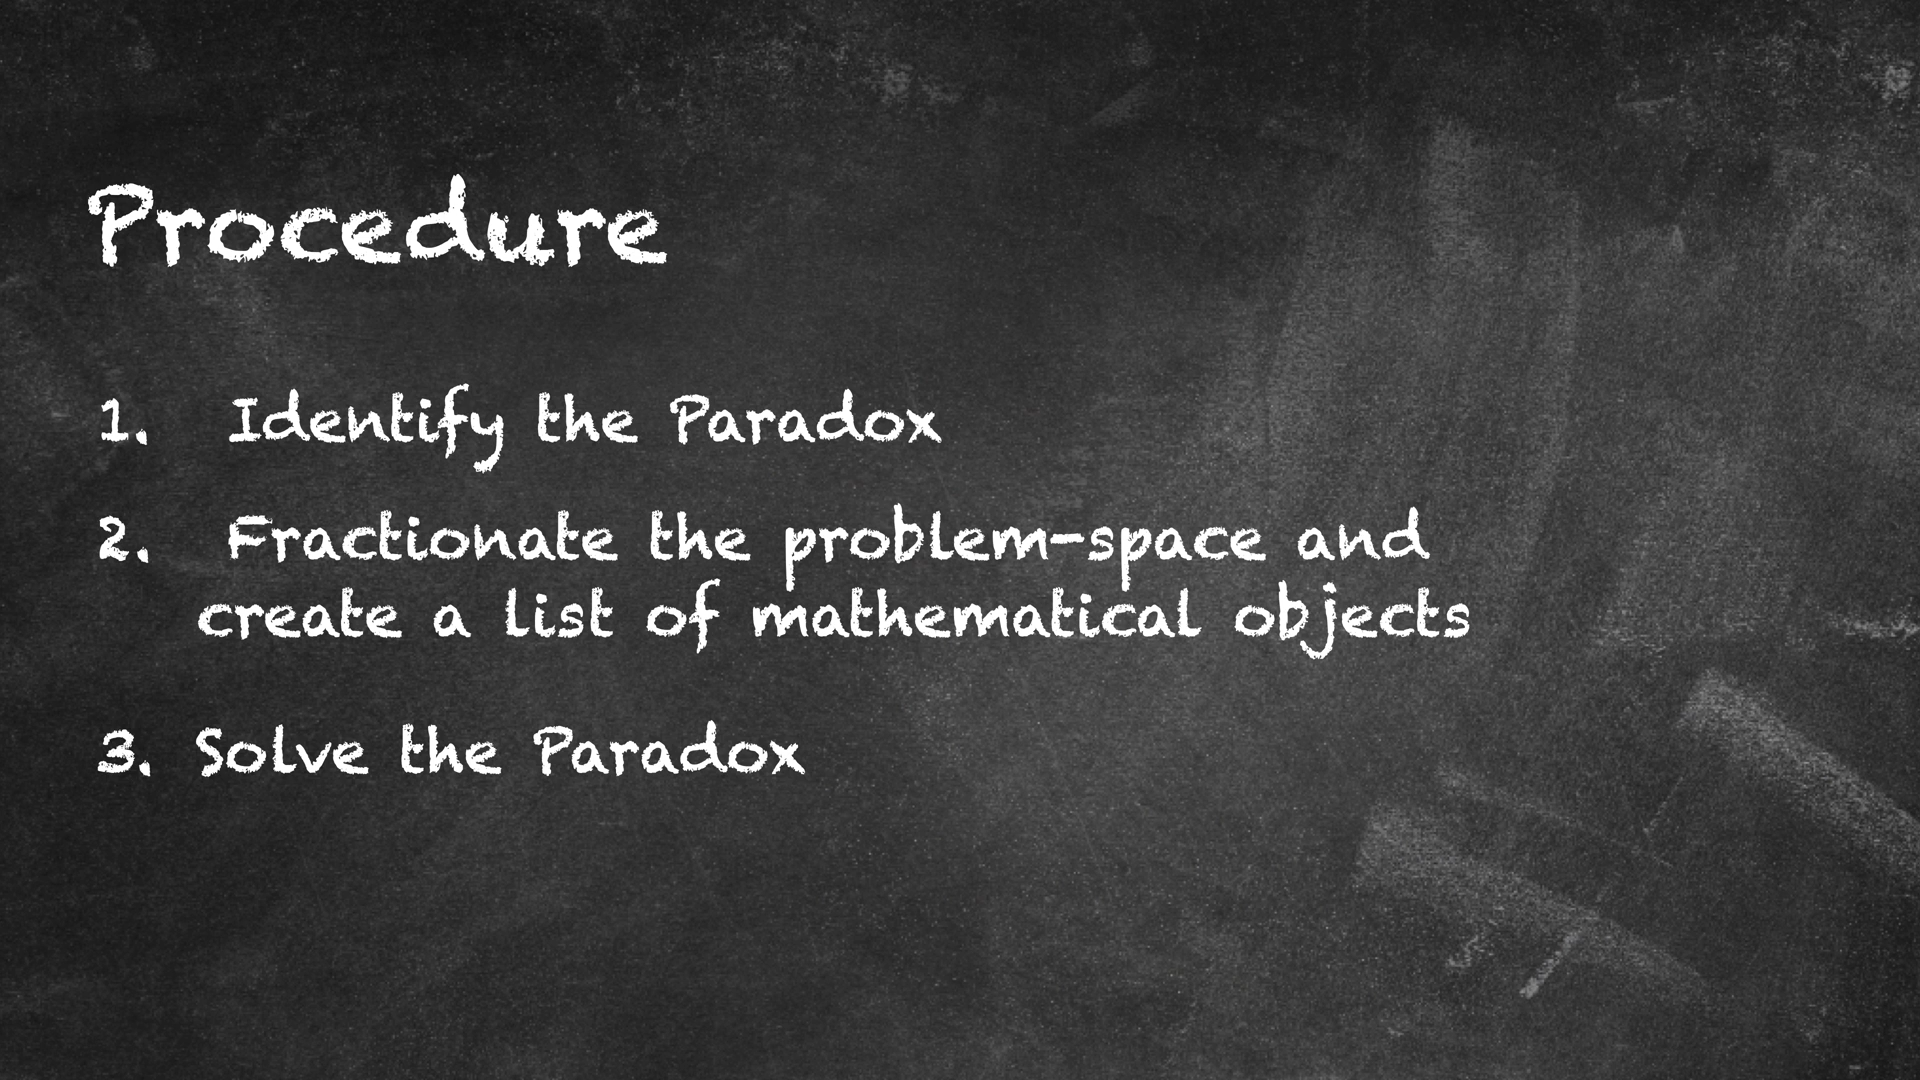 Procedure
1. Identify the Paradox
2. Fractionate the problem-space and
create a list of mathematical objects
3. Solve the Paradox